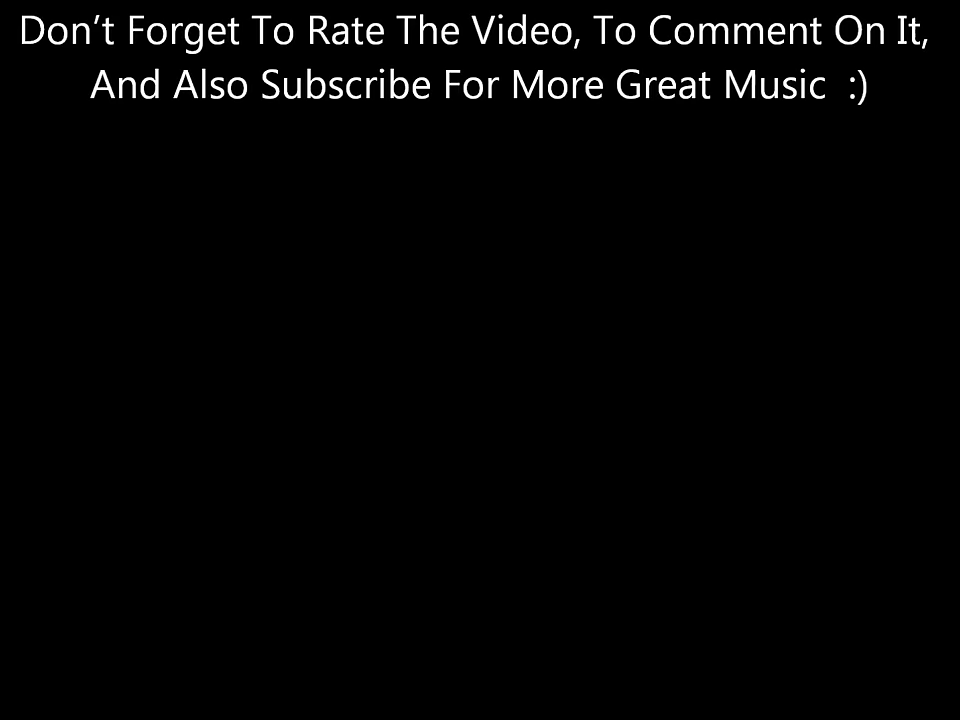 Don’t Forget To Rate The Video, To Comment On It,
And Also Subscribe For More Great Music  :)